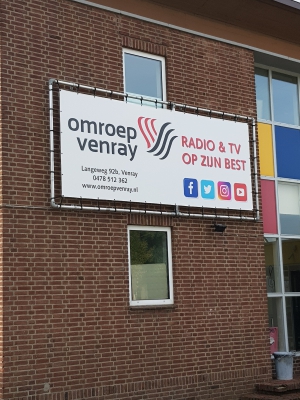 omroep
venray
RADIO & TV
OP ZIJN BEST
Langeweg 92b, Venray
0478 512 362
www.omroepvenray.nl